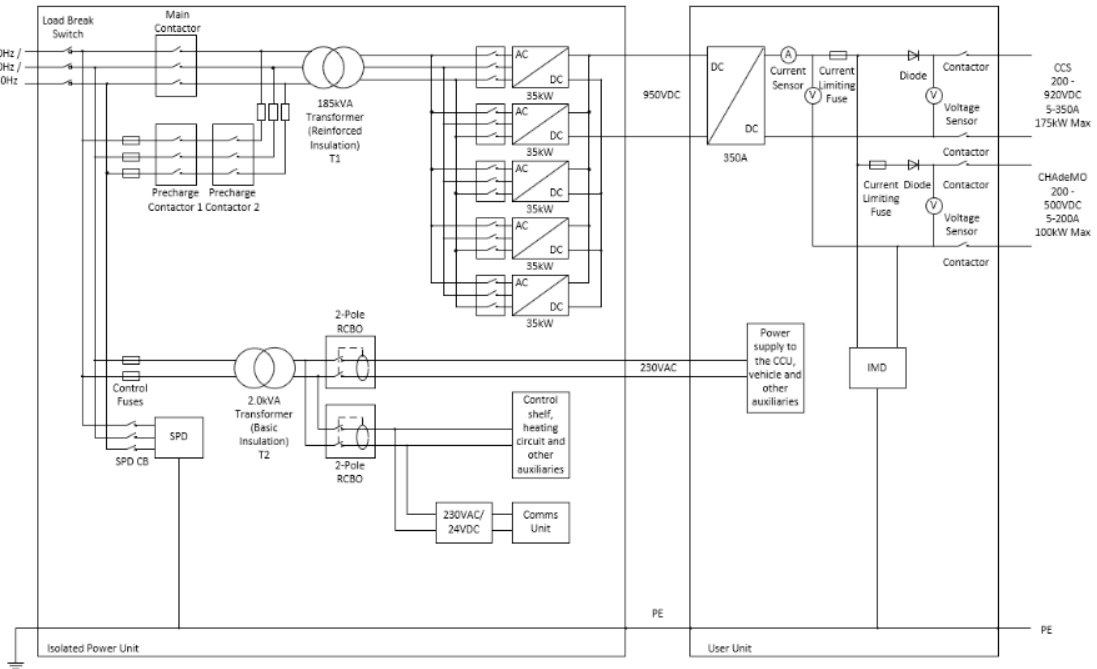 Load Break
Switch
Main
Contactor
0Hz /
0Hz /
0Hz
185kVA
Transformer
(Reinforced
Insulation)
T1
Precharge
Contactor 1
Precharge
Contactor 2
AC
DC
35kW
AC
DC
35kW
AC
DC
35kW
AC
DC
35kW
AC
DC
35kW
950VDC
DC
DC
350A
A
Current
Sensor
V
Current
Limiting
Fuse
Diode
V
Voltage
Sensor
Contactor
Contactor
CCS
200 -
920VDC
5-350A
175kW Max
Current
Limiting
Fuse
Diode
V
Voltage
Sensor
Contactor
Contactor
CHAdeMO
200 -
500VDC
5-200A
100kW Max
Control
Fuses
2.0kVA
Transformer
(Basic
Insulation)
T2
2-Pole
RCBO
2-Pole
RCBO
230VAC
Power
supply to
the CCU,
vehicle and
other
auxiliaries
IMD
Control
shelf,
heating
circuit and
other
auxiliaries
SPD
SPD CB
230VAC/
24VDC
Comms
Unit
PE
PE
Isolated Power Unit
User Unit